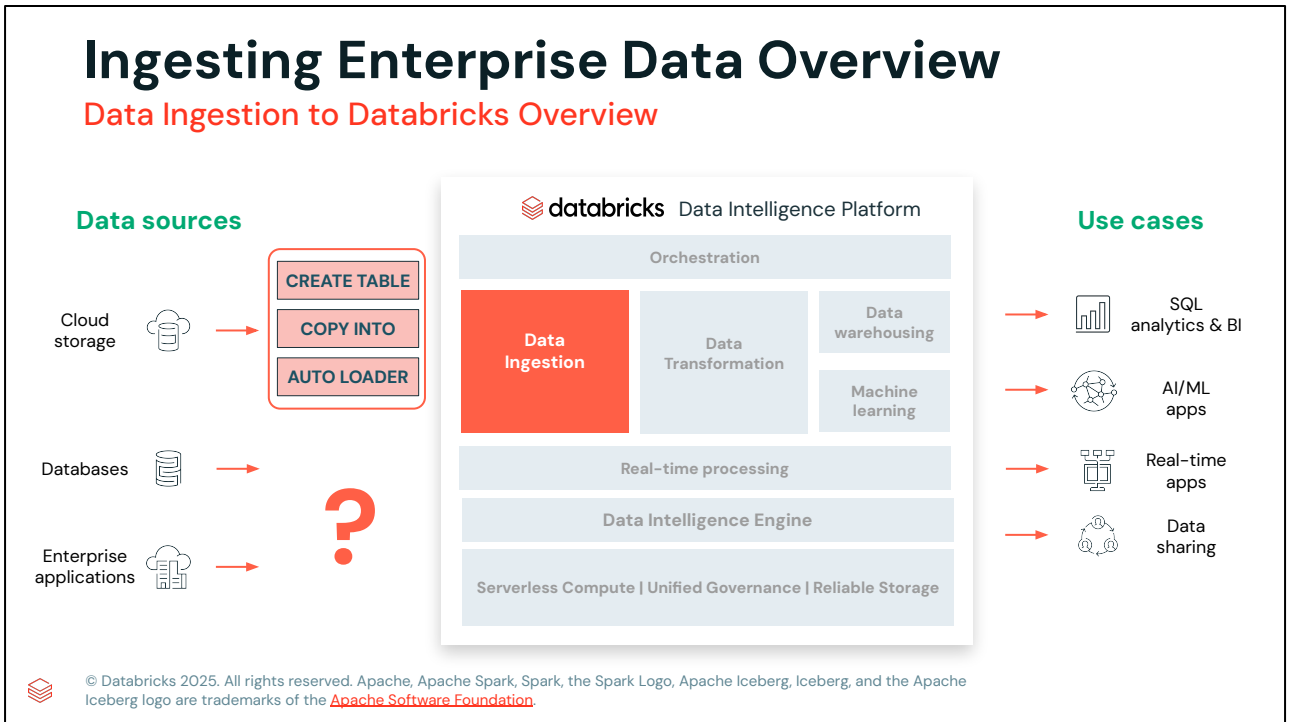 Ingesting Enterprise Data Overview
Data Ingestion to Databricks Overview
Data sources
Cloud
storage
Databases
Enterprise
applications
CREATE TABLE
COPY INTO
AUTO LOADER
?
databricks Data Intelligence Platform
Orchestration
Data
Ingestion
Data
Transformation
Data
warehousing
Machine
learning
Real-time processing
Data Intelligence Engine
Serverless Compute | Unified Governance | Reliable Storage
Use cases
SQL
analytics & BI
AI/ML
apps
Real-time
apps
Data
sharing
© Databricks 2025. All rights reserved. Apache, Apache Spark, Spark, the Spark Logo, Apache Iceberg, Iceberg, and the Apache
Iceberg logo are trademarks of the Apache Software Foundation.